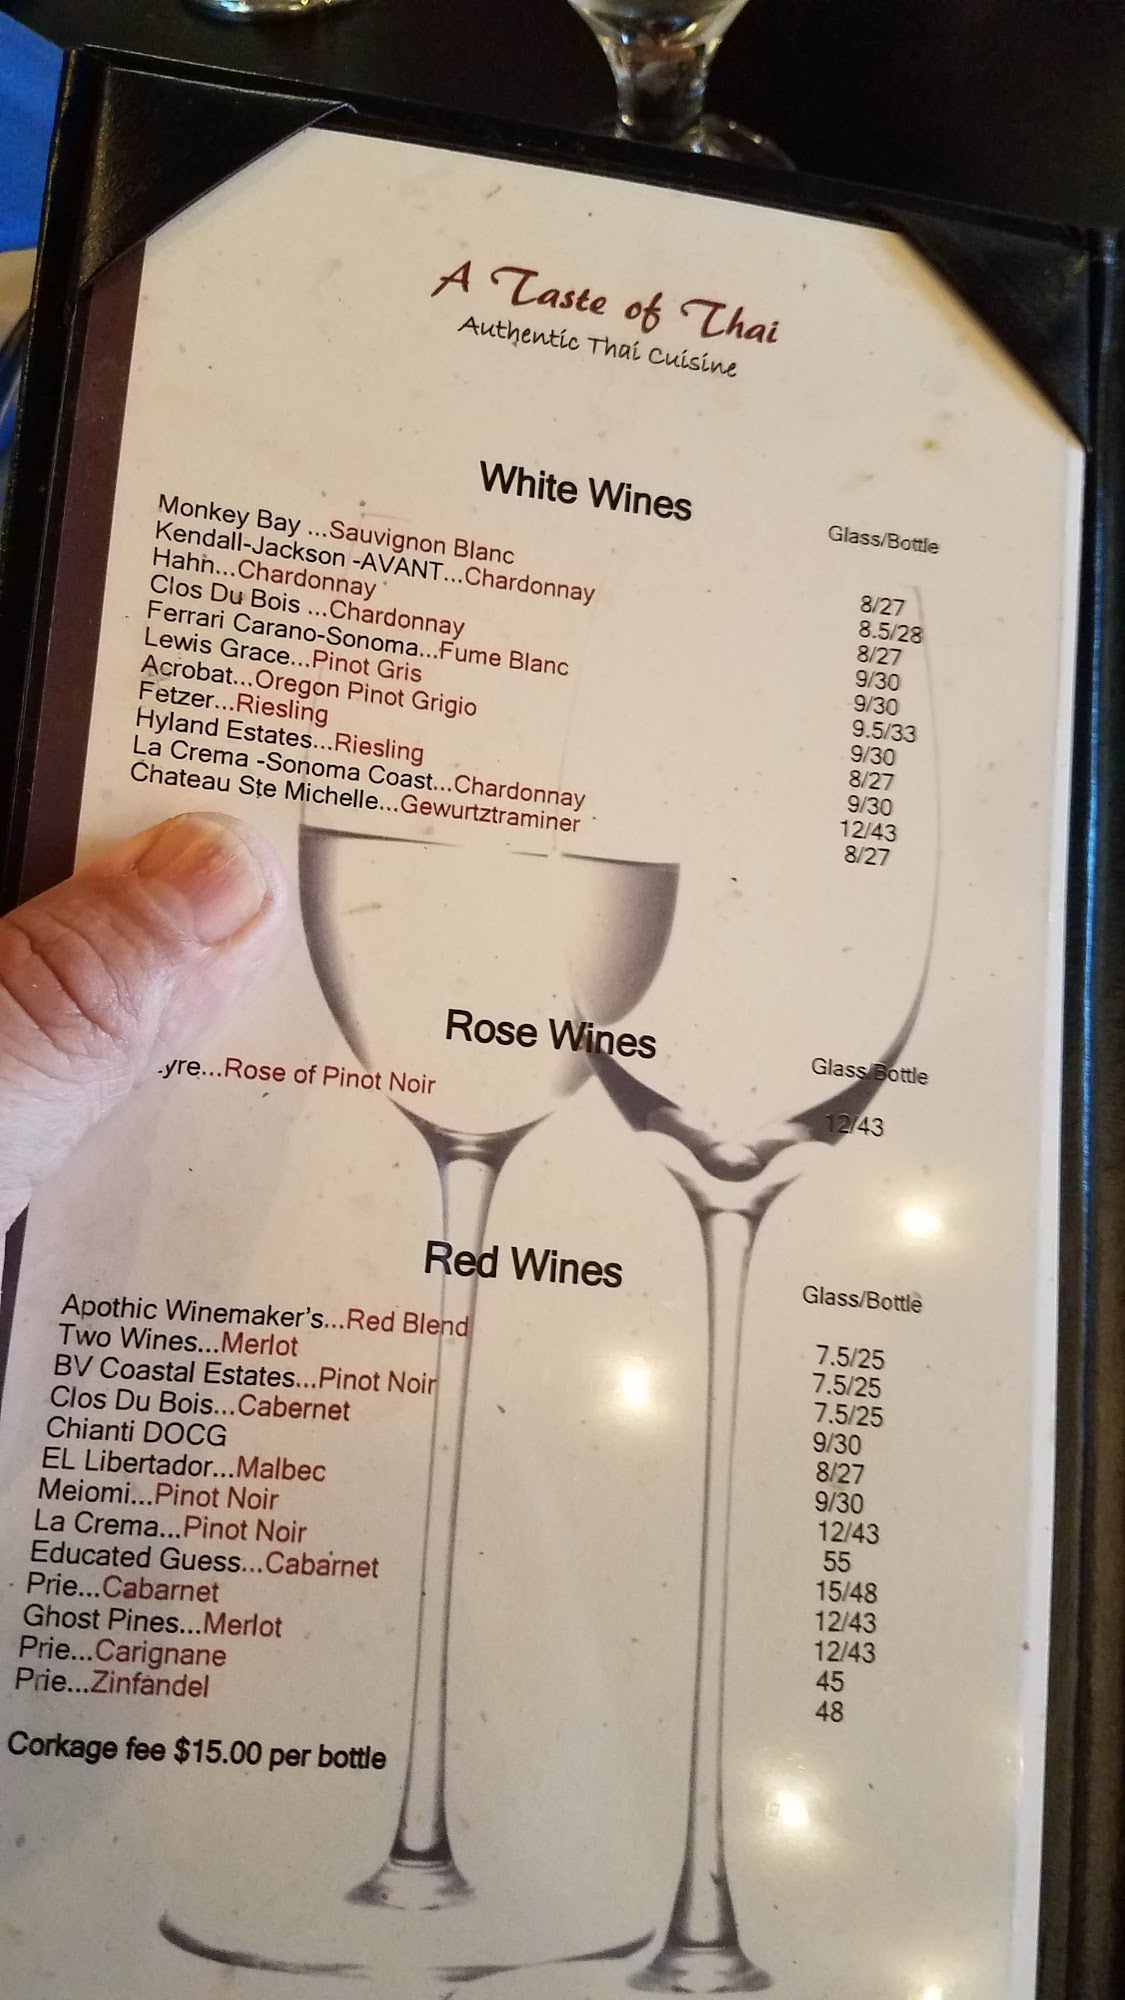 A Taste of Thai
Authentic Thai Cuisine
White Wines
Glass/Bottle
Monkey Bay ...Sauvignon Blanc 8/27
Kendall-Jackson -AVANT...Chardonnay 8.5/28
Hahn...Chardonnay 8/27
Clos Du Bois ...Chardonnay 9/30
Ferrari Carano-Sonoma...Fume Blanc 9/30
Lewis Grace...Pinot Gris 9.5/33
Acrobat...Oregon Pinot Grigio 9/30
Fetzer...Riesling 8/27
Hyland Estates...Riesling 9/30
La Crema -Sonoma Coast...Chardonnay 12/43
Chateau Ste Michelle...Gewurtztraminer 8/27
Rose Wines
Glass/Bottle
yre...Rose of Pinot Noir 12/43
Red Wines
Glass/Bottle
Apothic Winemaker's...Red Blend 7.5/25
Two Wines...Merlot 7.5/25
BV Coastal Estates...Pinot Noir 7.5/25
Clos Du Bois...Cabernet 9/30
Chianti DOCG 8/27
EL Libertador...Malbec 9/30
Meiomi...Pinot Noir 12/43
La Crema...Pinot Noir 55
Educated Guess...Cabarnet 15/48
Prie...Cabarnet 12/43
Ghost Pines...Merlot 12/43
Prie...Carignane 45
Prie...Zinfandel 48
Corkage fee $15.00 per bottle